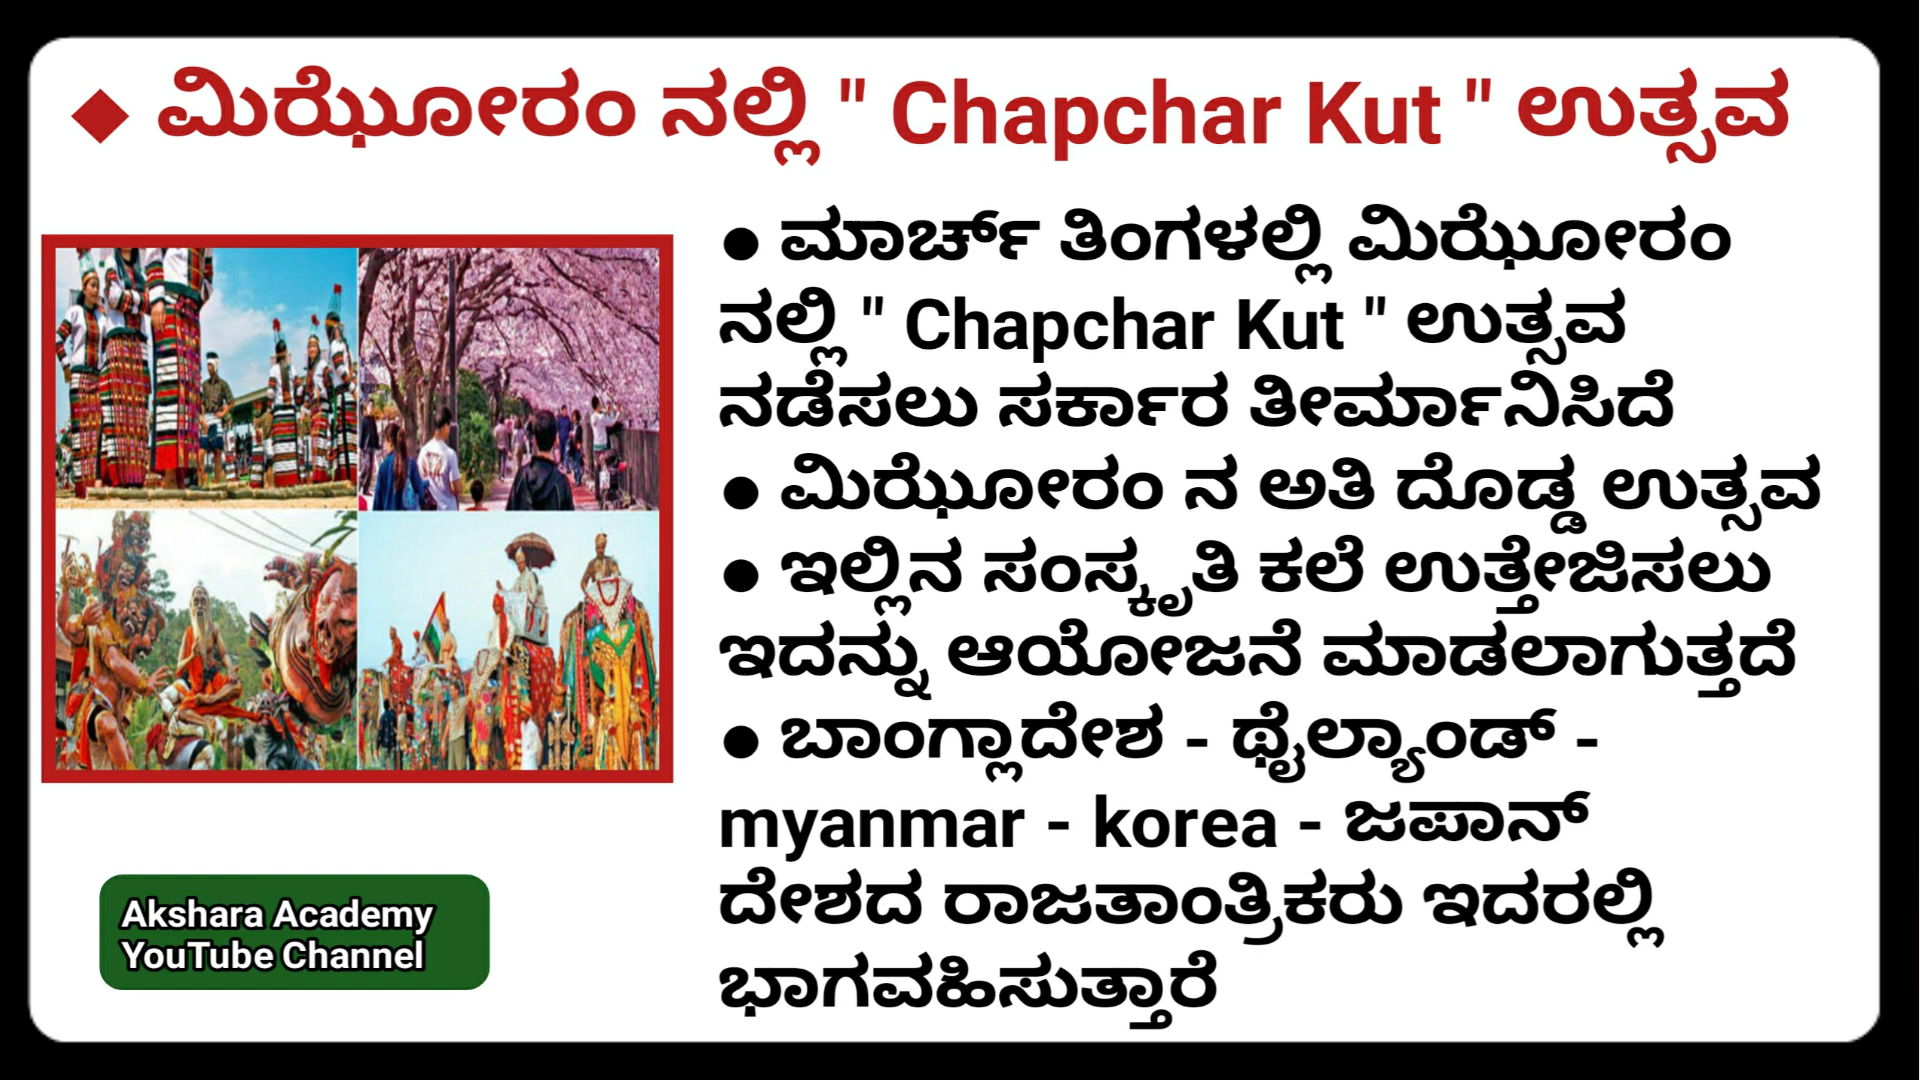 ◆ ಮಿಝೋರಂ ನಲ್ಲಿ " Chapchar Kut " ಉತ್ಸವ
● ಮಾರ್ಚ್ ತಿಂಗಳಲ್ಲಿ ಮಿಝೋರಂ
ನಲ್ಲಿ " Chapchar Kut " ಉತ್ಸವ
ನಡೆಸಲು ಸರ್ಕಾರ ತೀರ್ಮಾನಿಸಿದೆ
● ಮಿಝೋರಂ ನ ಅತಿ ದೊಡ್ಡ ಉತ್ಸವ
● ಇಲ್ಲಿನ ಸಂಸ್ಕೃತಿ ಕಲೆ ಉತ್ತೇಜಿಸಲು
ಇದನ್ನು ಆಯೋಜನೆ ಮಾಡಲಾಗುತ್ತದೆ
● ಬಾಂಗ್ಲಾದೇಶ - ಥೈಲ್ಯಾಂಡ್ -
myanmar - korea - ಜಪಾನ್
ದೇಶದ ರಾಜತಾಂತ್ರಿಕರು ಇದರಲ್ಲಿ
ಭಾಗವಹಿಸುತ್ತಾರೆ
Akshara Academy
YouTube Channel